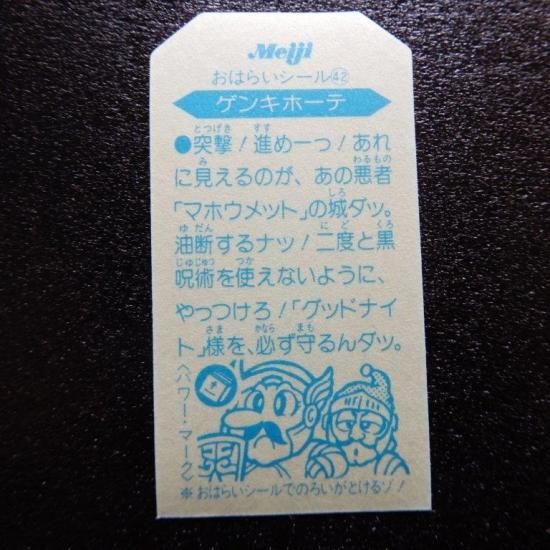 Meiji
おはらいシール㊷
ゲンキホーテ
●突撃！進めーっ！あれ
に見えるのが、あの悪者
「マホウメット」の城ダッ。
油断するナッ！二度と黒
呪術を使えないように、
やっつけろ！「グッドナイ
ト」様を、必ず守るんダッ。
〈パワー・マーク〉
※おはらいシールでのろいがとけるゾ！